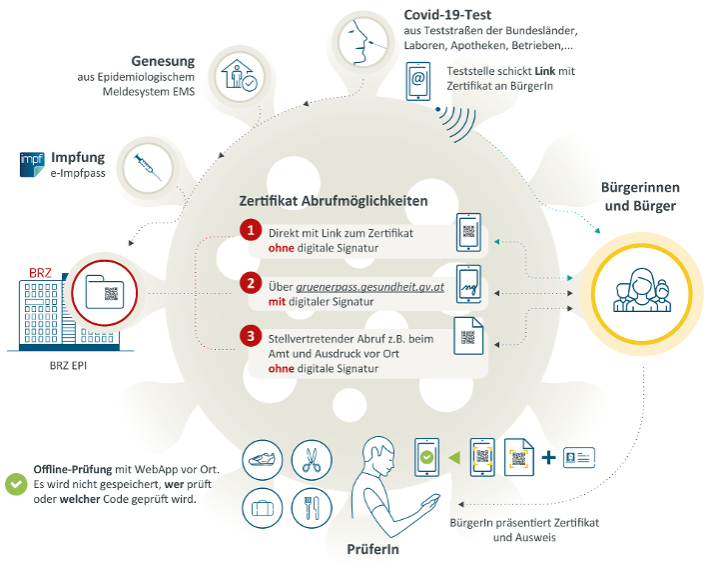 Covid-19-Test
aus Teststraßen der Bundesländer,
Laboren, Apotheken, Betrieben,...
Teststelle schickt Link mit
Zertifikat an BürgerIn
@
Genesung
aus Epidemiologischem
Meldesystem EMS
impf
Impfung
e-Impfpass
Zertifikat Abrufmöglichkeiten
1
Direkt mit Link zum Zertifikat
ohne digitale Signatur
2
Über gruenerpass.gesundheit.gv.at
mit digitaler Signatur
3
Stellvertretender Abruf z.B. beim
Amt und Ausdruck vor Ort
ohne digitale Signatur
Bürgerinnen
und Bürger
BRZ
BRZ EPI
Offline-Prüfung mit WebApp vor Ort.
Es wird nicht gespeichert, wer prüft
oder welcher Code geprüft wird.
PrüferIn
BürgerIn präsentiert Zertifikat
und Ausweis